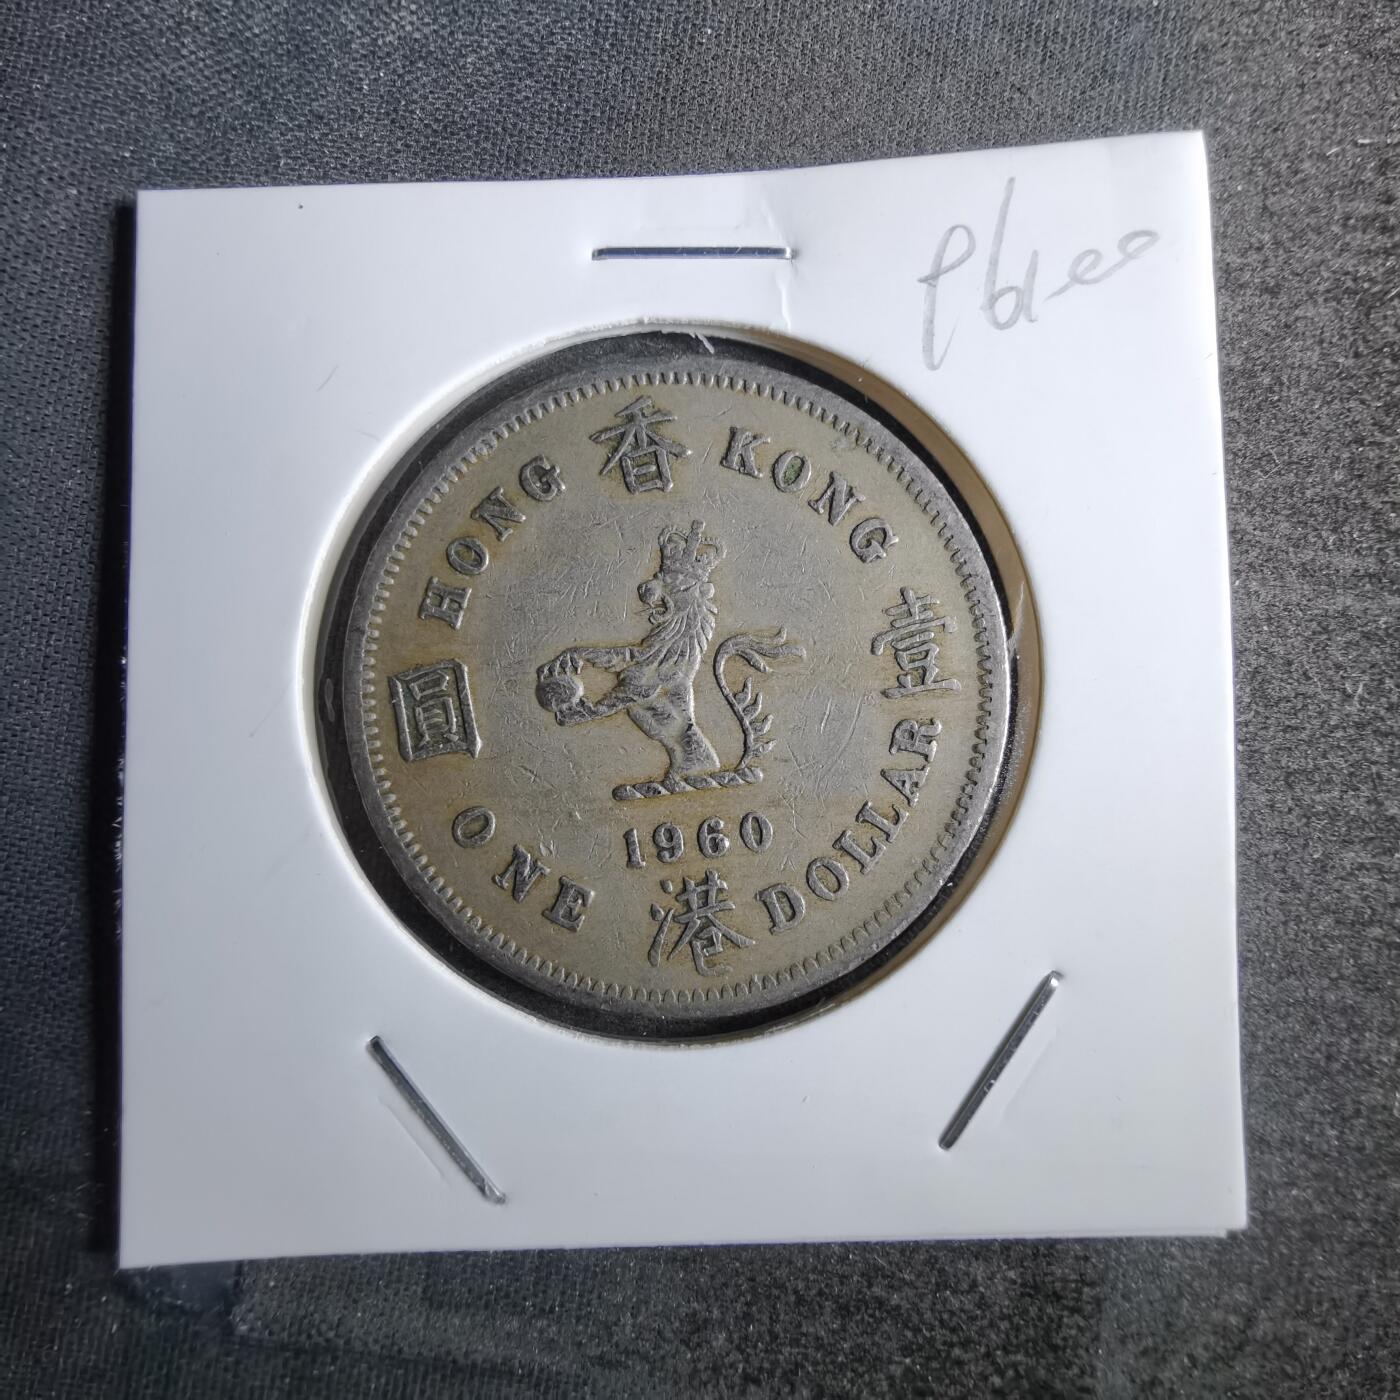 HONG 香 KONG
圓 壹
ONE 港 DOLLAR
1960